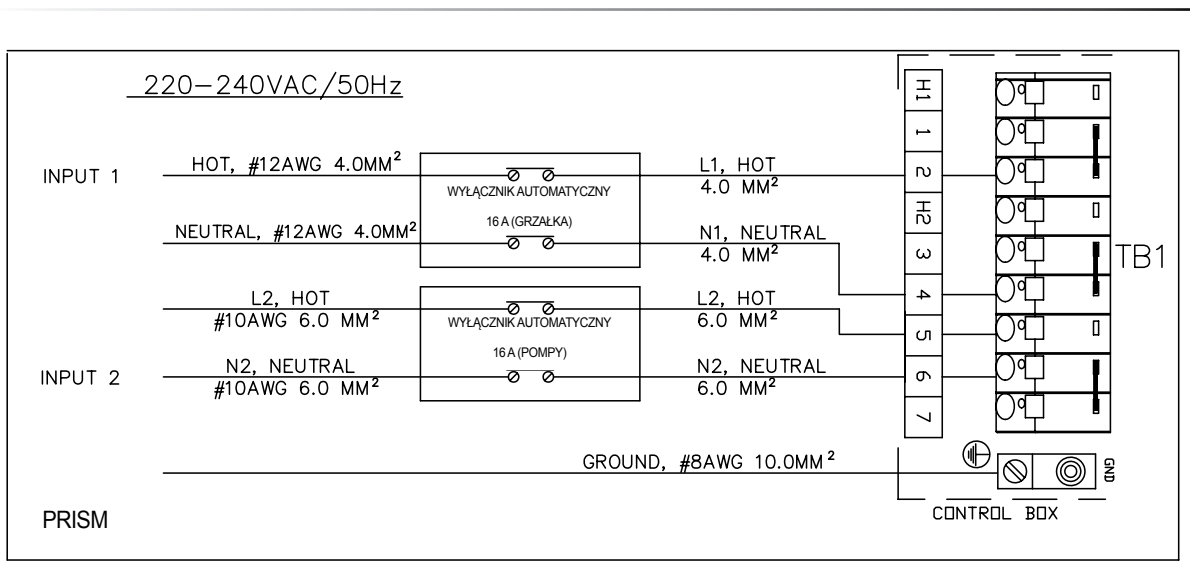 220–240VAC/50Hz
INPUT 1
HOT, #12AWG 4.0MM²
NEUTRAL, #12AWG 4.0MM²
WYŁĄCZNIK AUTOMATYCZNY
16 A (GRZAŁKA)
L1, HOT
4.0 MM²
N1, NEUTRAL
4.0 MM²
L2, HOT
#10AWG 6.0 MM²
INPUT 2
N2, NEUTRAL
#10AWG 6.0 MM²
WYŁĄCZNIK AUTOMATYCZNY
16 A (POMPY)
L2, HOT
6.0 MM²
N2, NEUTRAL
6.0 MM²
H1
1
2
H2
3
4
5
6
7
TB1
GROUND, #8AWG 10.0MM²
GND
CONTROL BOX
PRISM